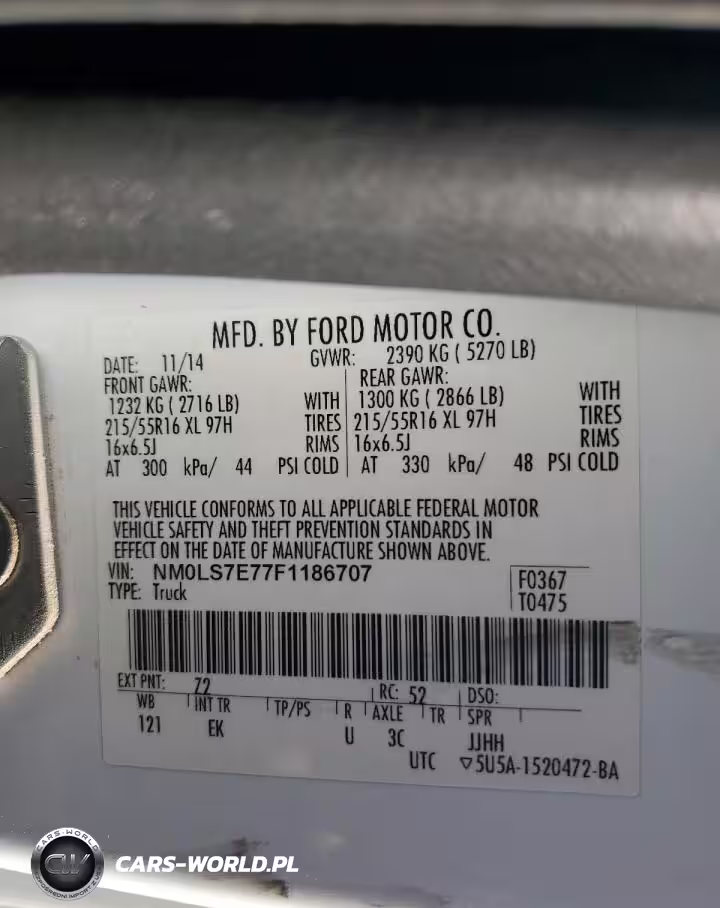 MFD. BY FORD MOTOR CO.
DATE: 11/14 GVWR: 2390 KG ( 5270 LB)
FRONT GAWR: REAR GAWR:
1232 KG ( 2716 LB) WITH 1300 KG ( 2866 LB) WITH
215/55R16 XL 97H TIRES 215/55R16 XL 97H TIRES
16x6.5J RIMS 16x6.5J RIMS
AT 300 kPa/ 44 PSI COLD AT 330 kPa/ 48 PSI COLD
THIS VEHICLE CONFORMS TO ALL APPLICABLE FEDERAL MOTOR
VEHICLE SAFETY AND THEFT PREVENTION STANDARDS IN
EFFECT ON THE DATE OF MANUFACTURE SHOWN ABOVE.
VIN: NM0LS7E77F1186707 F0367
TYPE: Truck T0475
EXT PNT: 72 RC: 52 DSO:
WB INT TR TP/PS R AXLE TR SPR
121 EK U 3C JJHH
UTC ▽5U5A-1520472-BA
CARS-WORLD
CW
CARS-WORLD.PL